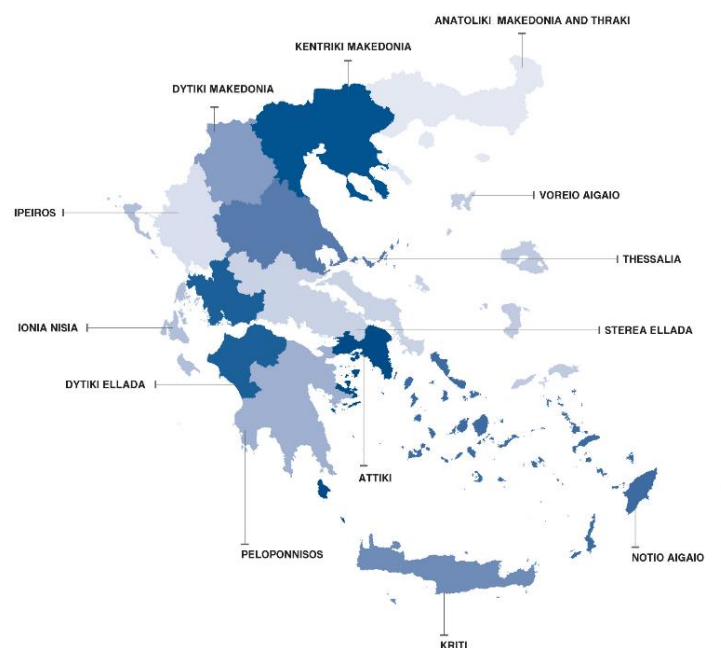 ANATOLIKI MAKEDONIA AND THRAKI
KENTRIKI MAKEDONIA
DYTIKI MAKEDONIA
VOREIO AIGAIO
IPEIROS
THESSALIA
IONIA NISIA
STEREA ELLADA
DYTIKI ELLADA
ATTIKI
PELOPONNISOS
NOTIO AIGAIO
KRITI